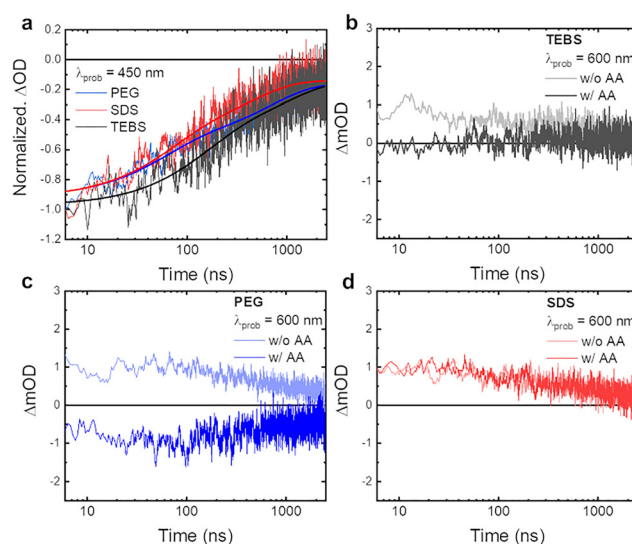 a
0.2
0.0
-0.2
-0.4
-0.6
-0.8
-1.0
-1.2
Normalized. ΔOD
λprob = 450 nm
PEG
SDS
TEBS
10
100
1000
Time (ns)
b
3
2
1
0
-1
-2
ΔmOD
TEBS
λprob = 600 nm
w/o AA
w/ AA
10
100
1000
Time (ns)
c
3
2
1
0
-1
-2
ΔmOD
PEG
λprob = 600 nm
w/o AA
w/ AA
10
100
1000
Time (ns)
d
3
2
1
0
-1
-2
ΔmOD
SDS
λprob = 600 nm
w/o AA
w/ AA
10
100
1000
Time (ns)